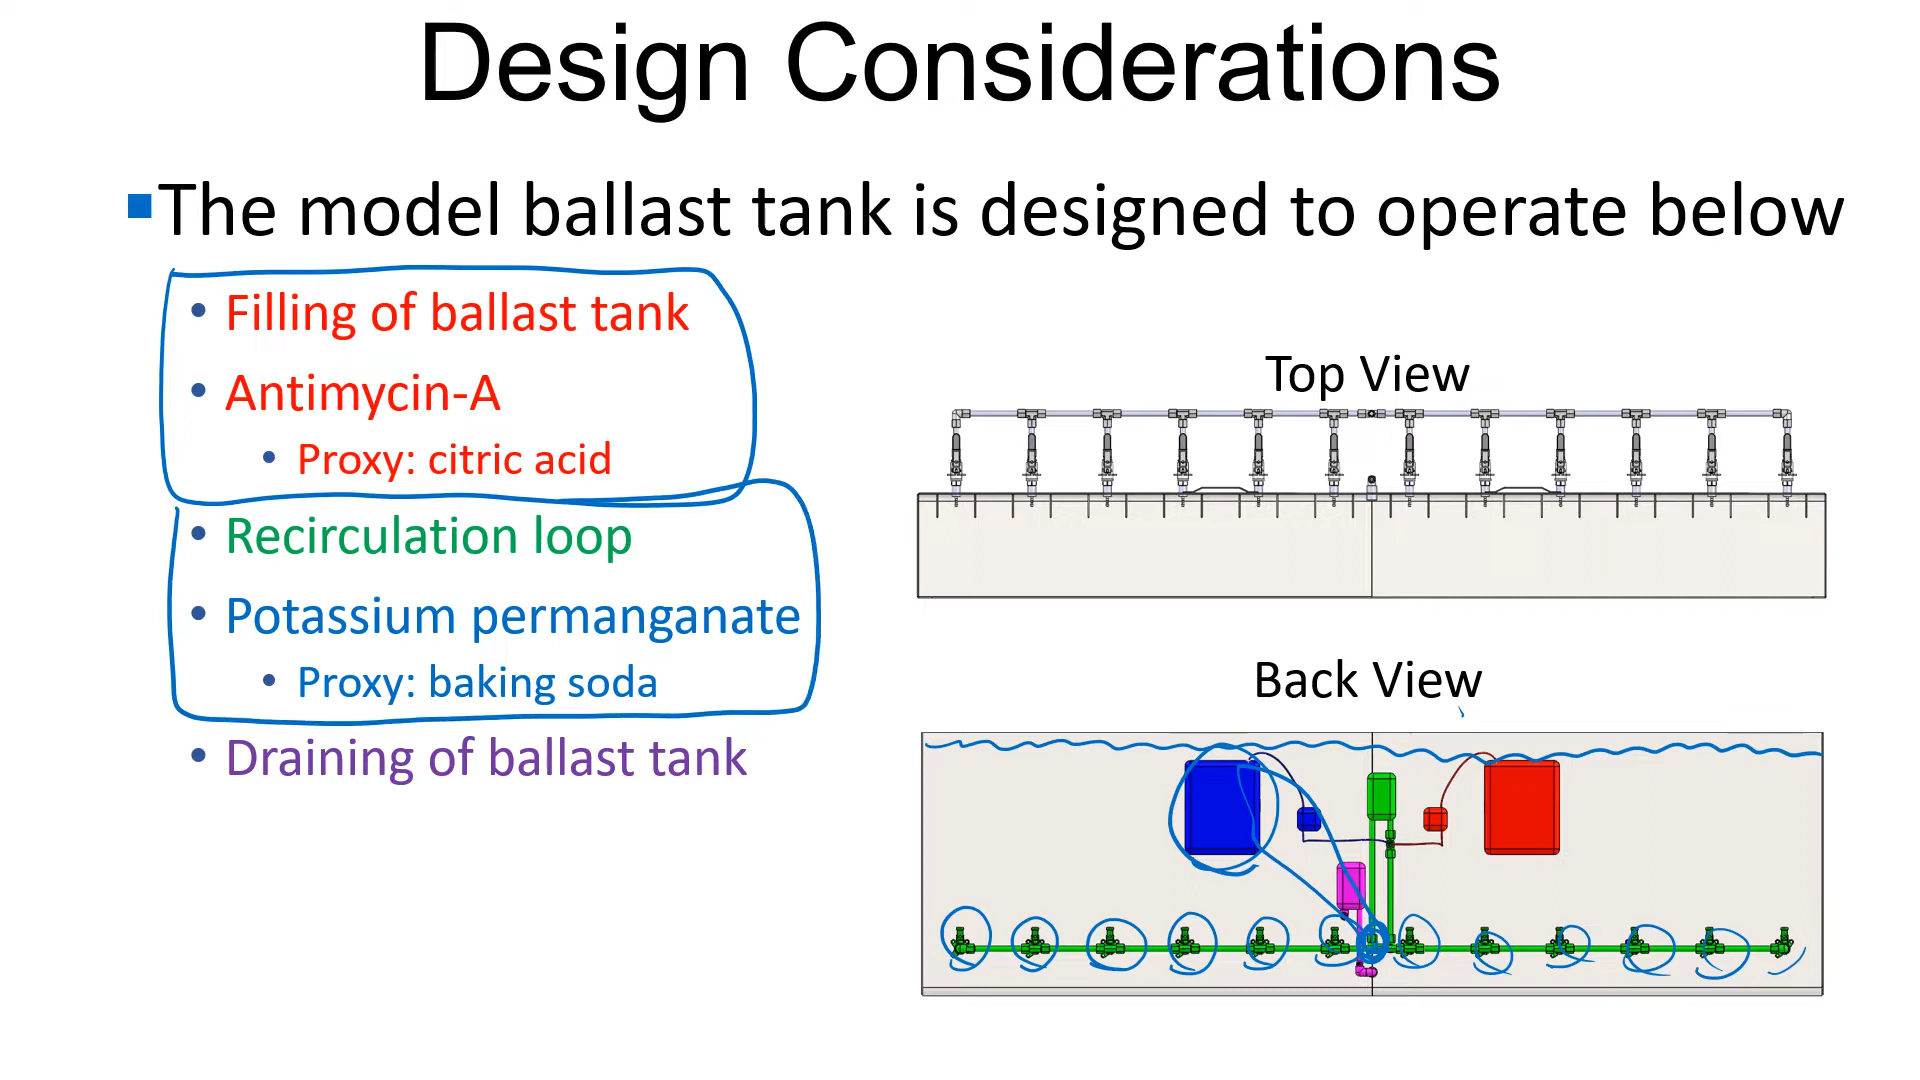 Design Considerations
The model ballast tank is designed to operate below
Filling of ballast tank
Antimycin-A
Proxy: citric acid
Recirculation loop
Potassium permanganate
Proxy: baking soda
Draining of ballast tank
Top View
Back View